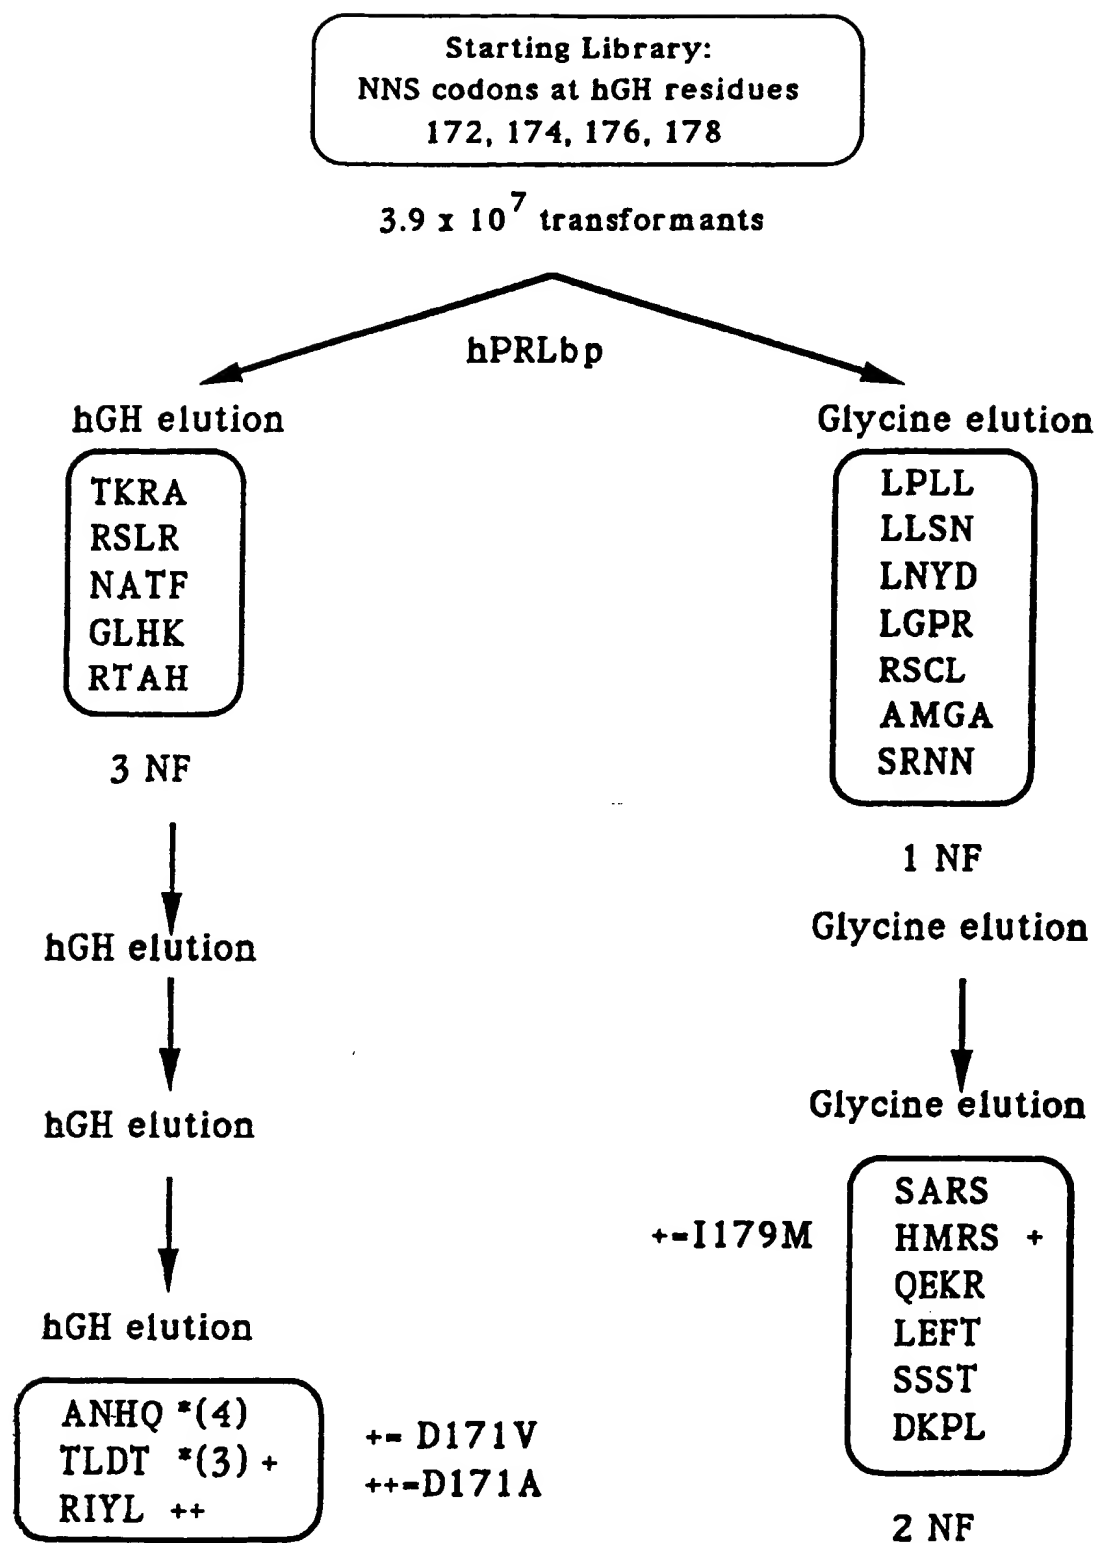 Starting Library:
NNS codons at hGH residues
172, 174, 176, 178
3.9 x 10^7 transformants
hPRLbp
hGH elution
TKRA
RSLR
NATF
GLHK
RTAH
3 NF
hGH elution
hGH elution
hGH elution
ANHQ *(4)
TLDT *(3) +
RIYL ++
+= D171V
++=D171A
Glycine elution
LPLL
LLSN
LNYD
LGPR
RSCL
AMGA
SRNN
1 NF
Glycine elution
Glycine elution
+=I179M
SARS
HMRS +
QEKR
LEFT
SSST
DKPL
2 NF